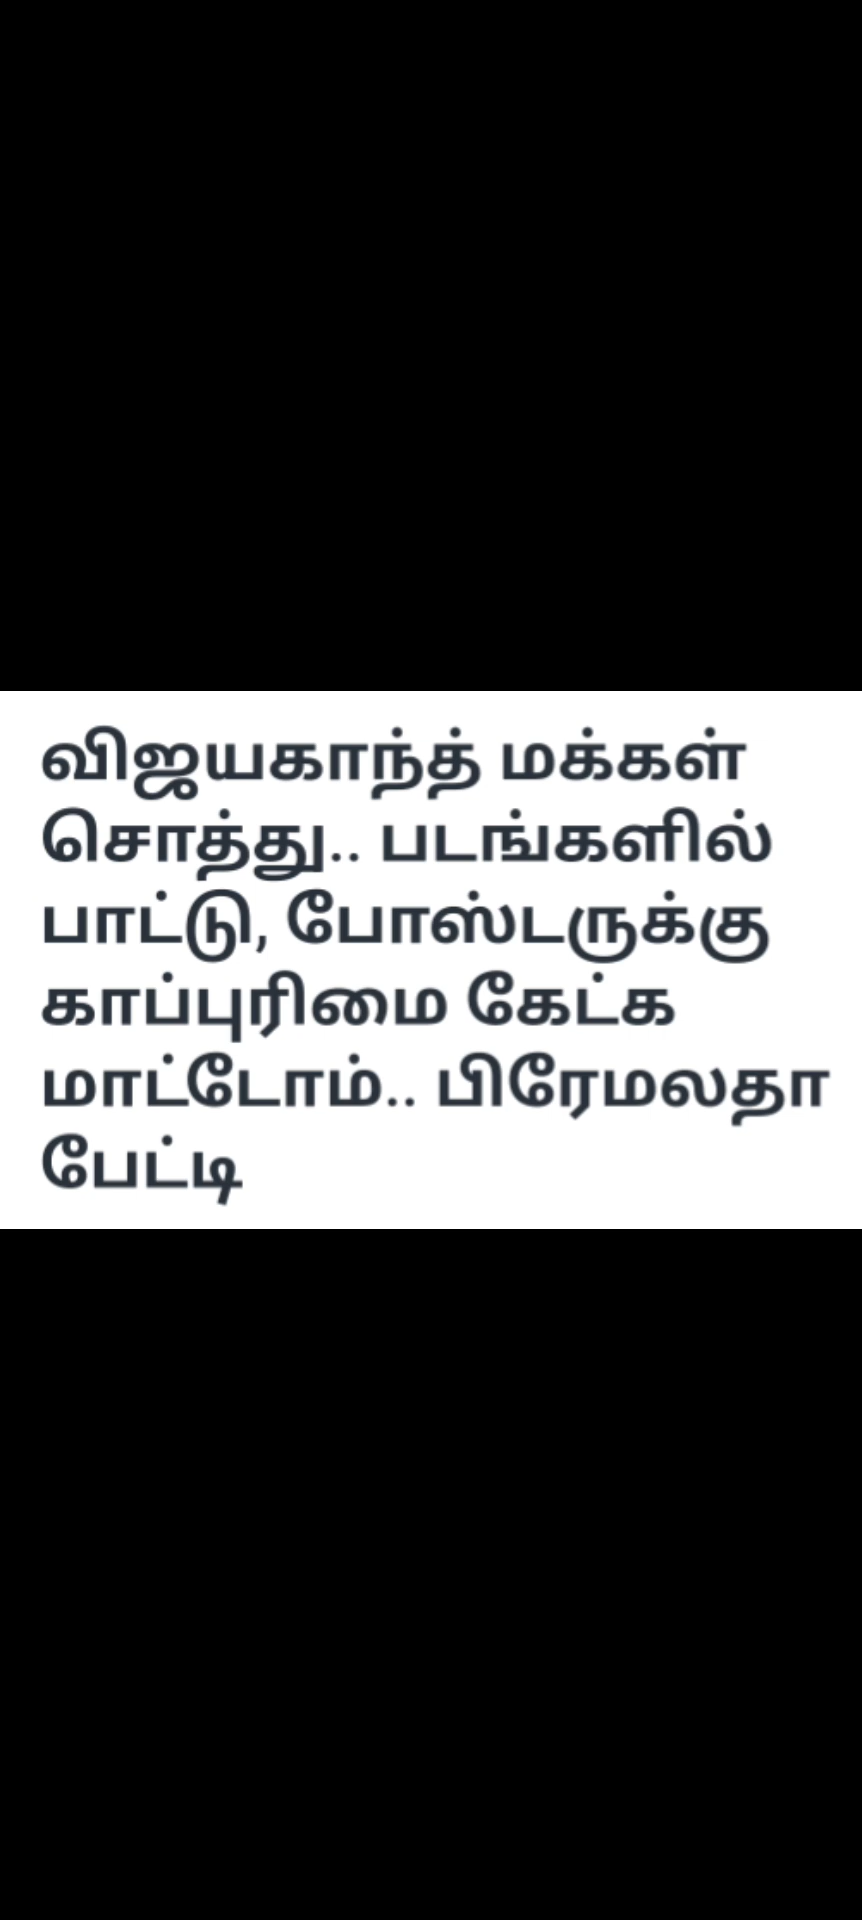 விஜயகாந்த் மக்கள்
சொத்து.. படங்களில்
பாட்டு, போஸ்டருக்கு
காப்புரிமை கேட்க
மாட்டோம்.. பிரேமலதா
பேட்டி